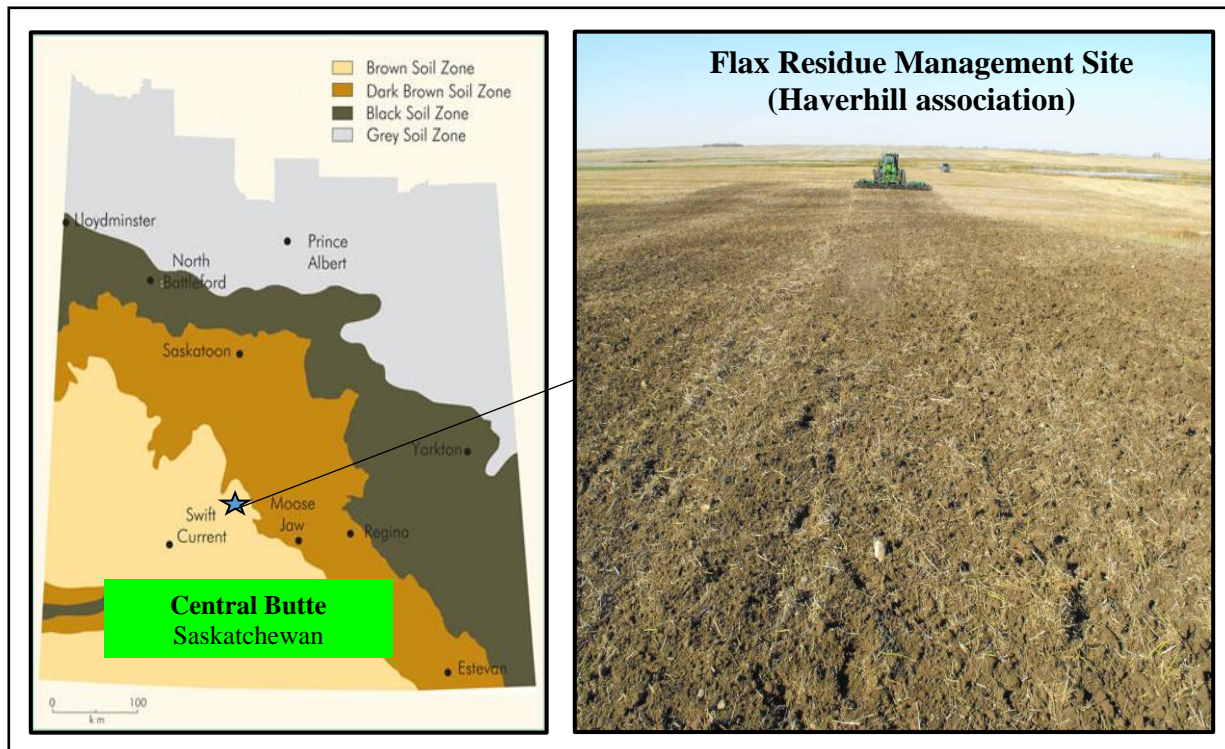 Brown Soil Zone
Dark Brown Soil Zone
Black Soil Zone
Grey Soil Zone
Lloydminster
Prince
Albert
North
Battleford
Saskatoon
Yorkton
Swift
Current
Moose
Jaw
Regina
Central Butte
Saskatchewan
Estevan
0 100
k m
Flax Residue Management Site
(Haverhill association)